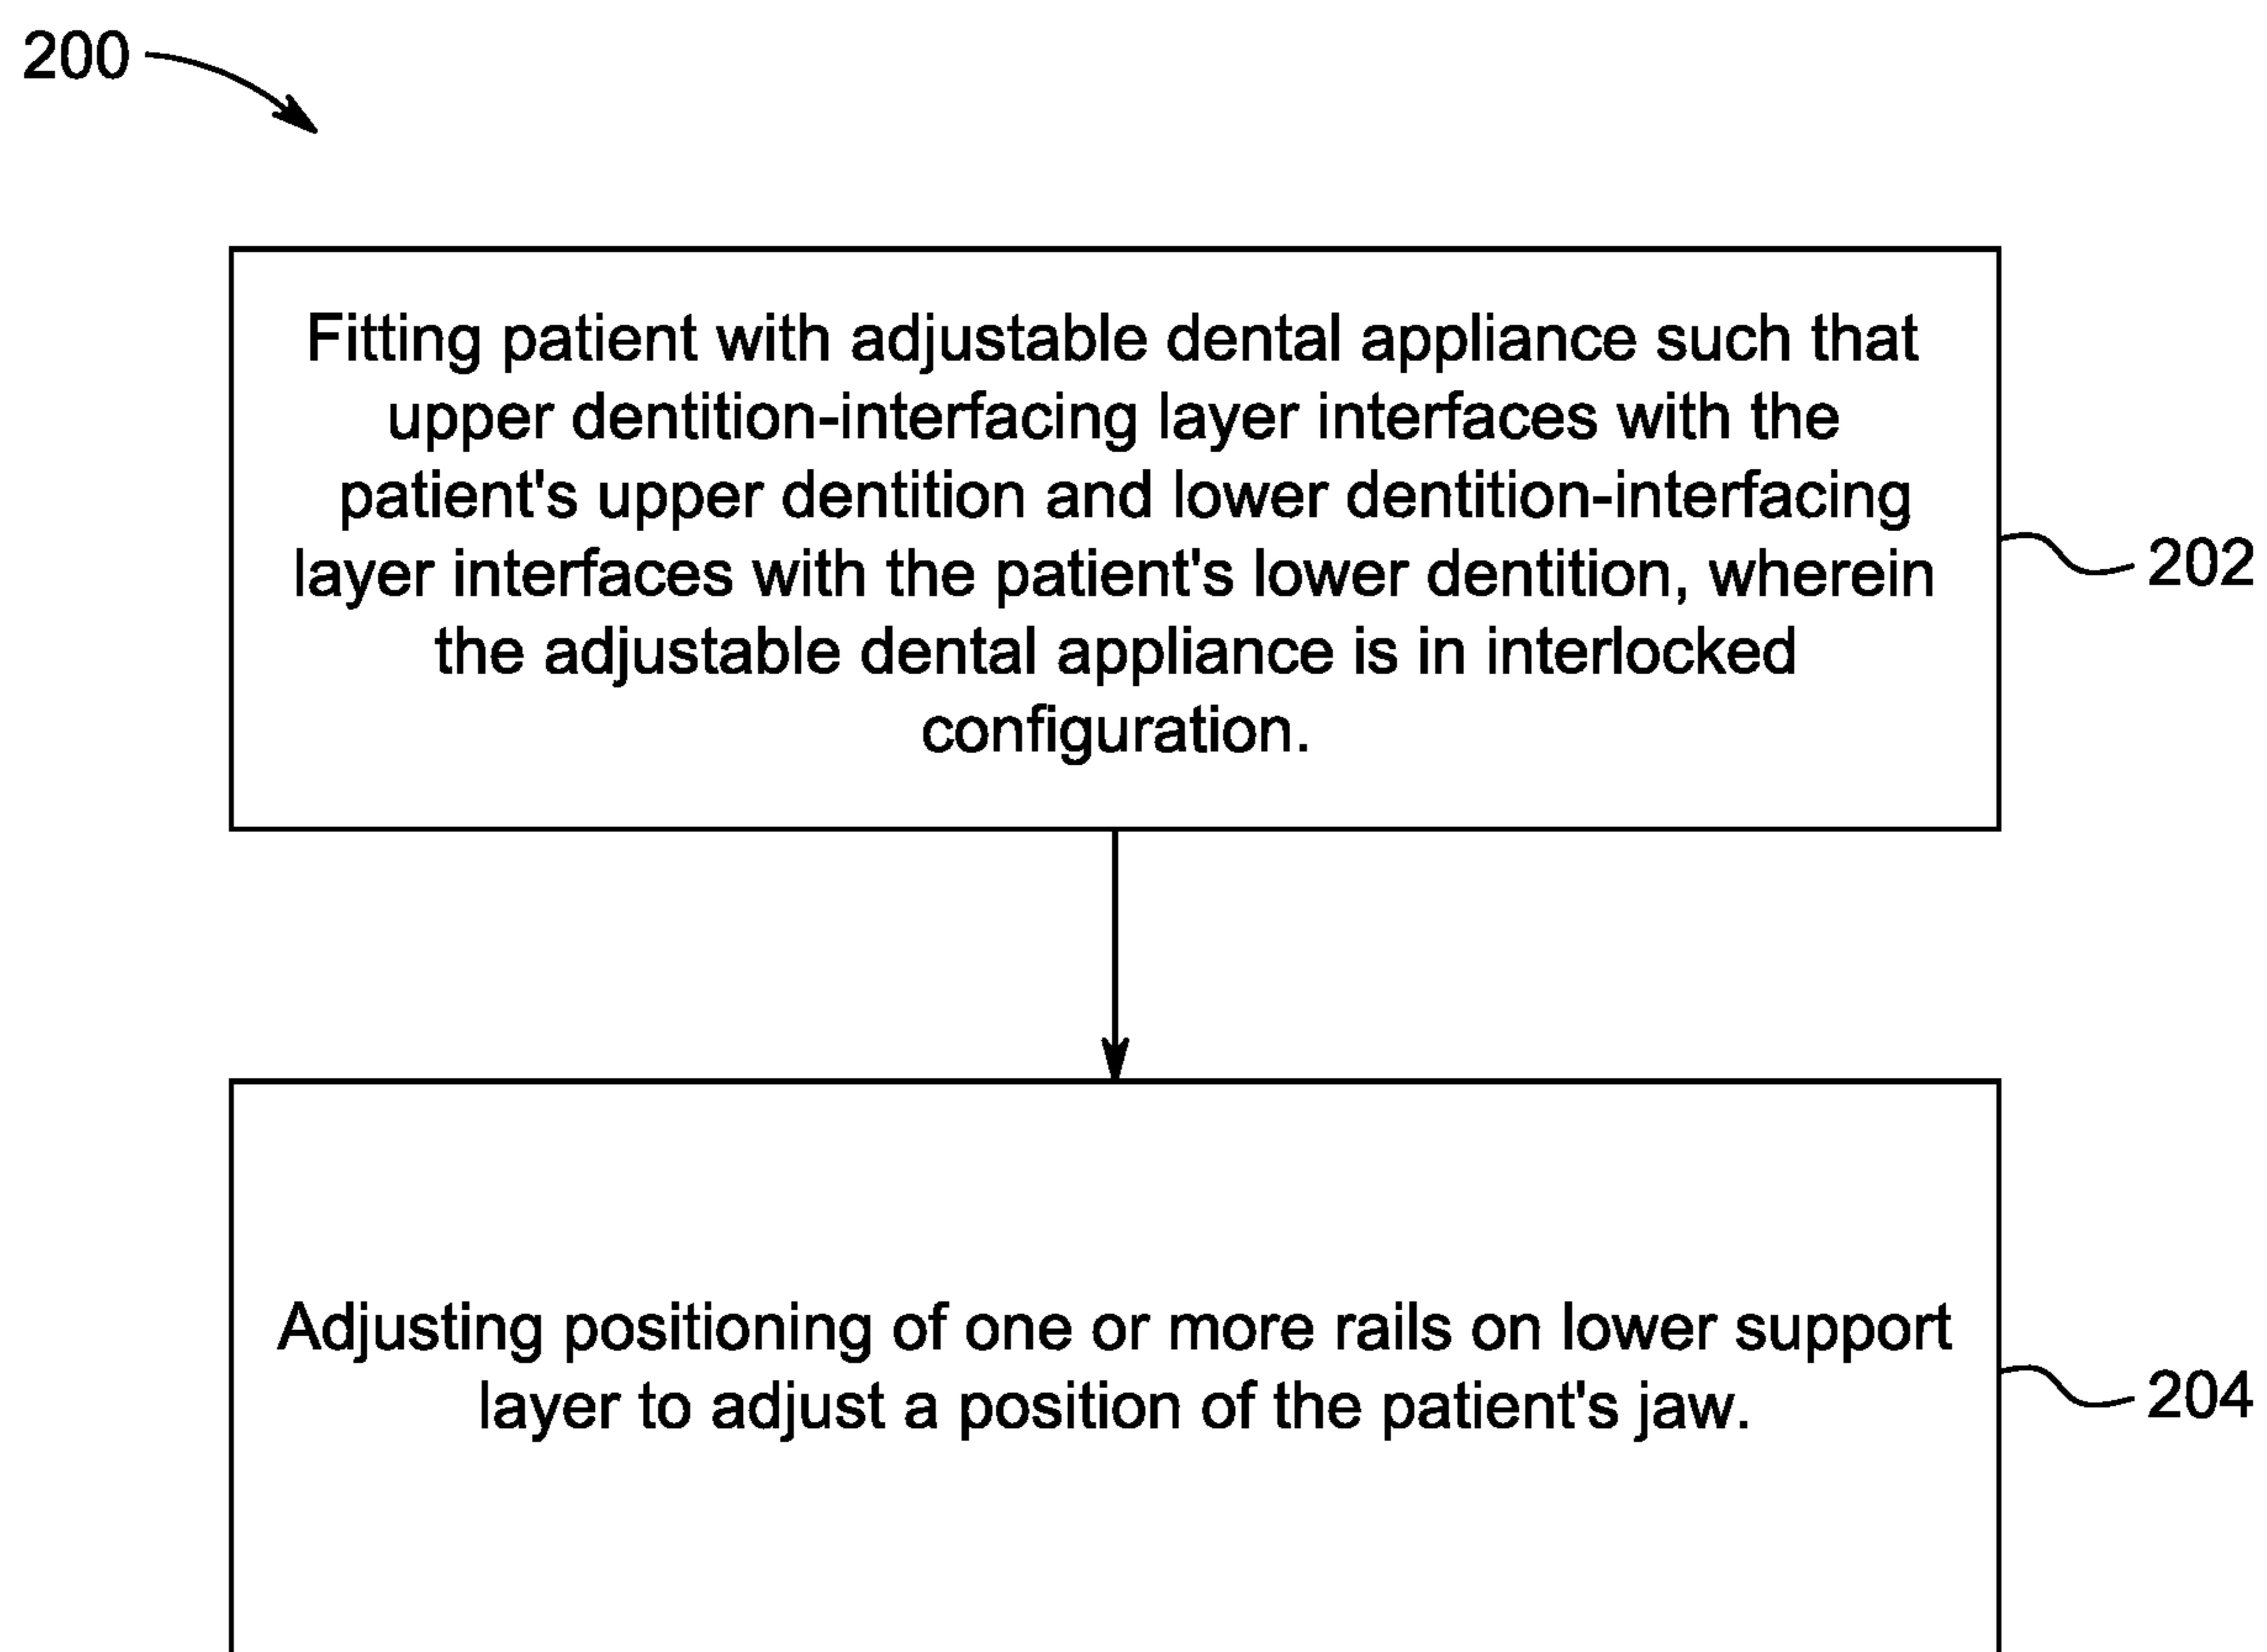 200
Fitting patient with adjustable dental appliance such that
upper dentition-interfacing layer interfaces with the
patient's upper dentition and lower dentition-interfacing
layer interfaces with the patient's lower dentition, wherein
the adjustable dental appliance is in interlocked
configuration.
202
Adjusting positioning of one or more rails on lower support
layer to adjust a position of the patient's jaw.
204